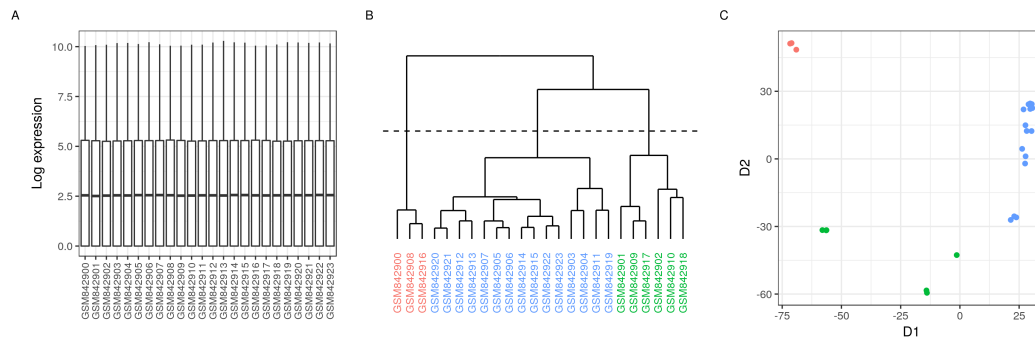 A
B
C
Log expression
10.0
7.5
5.0
2.5
0.0
GSM842900
GSM842901
GSM842902
GSM842903
GSM842904
GSM842905
GSM842906
GSM842907
GSM842908
GSM842909
GSM842910
GSM842911
GSM842912
GSM842913
GSM842914
GSM842915
GSM842916
GSM842917
GSM842918
GSM842919
GSM842920
GSM842921
GSM842922
GSM842923
GSM842900
GSM842908
GSM842916
GSM842920
GSM842921
GSM842912
GSM842913
GSM842907
GSM842905
GSM842906
GSM842914
GSM842915
GSM842922
GSM842923
GSM842903
GSM842904
GSM842911
GSM842919
GSM842901
GSM842909
GSM842917
GSM842902
GSM842910
GSM842918
D2
30
0
-30
-60
-75
-50
-25
0
25
D1